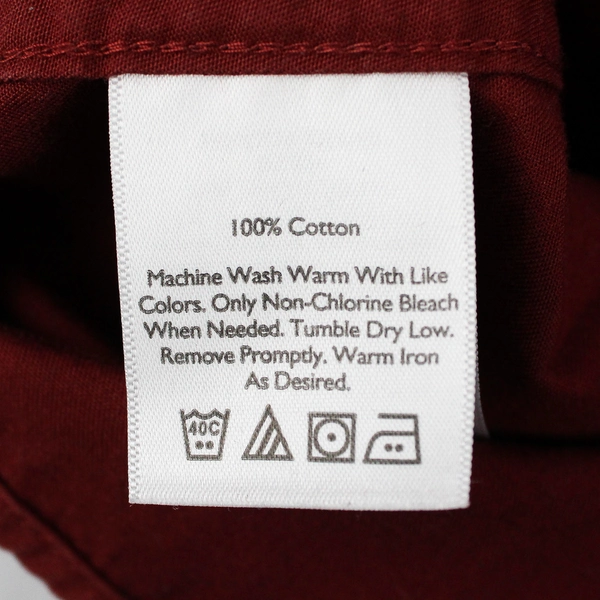 100% Cotton
Machine Wash Warm With Like
Colors. Only Non-Chlorine Bleach
When Needed. Tumble Dry Low.
Remove Promptly. Warm Iron
As Desired.
40C